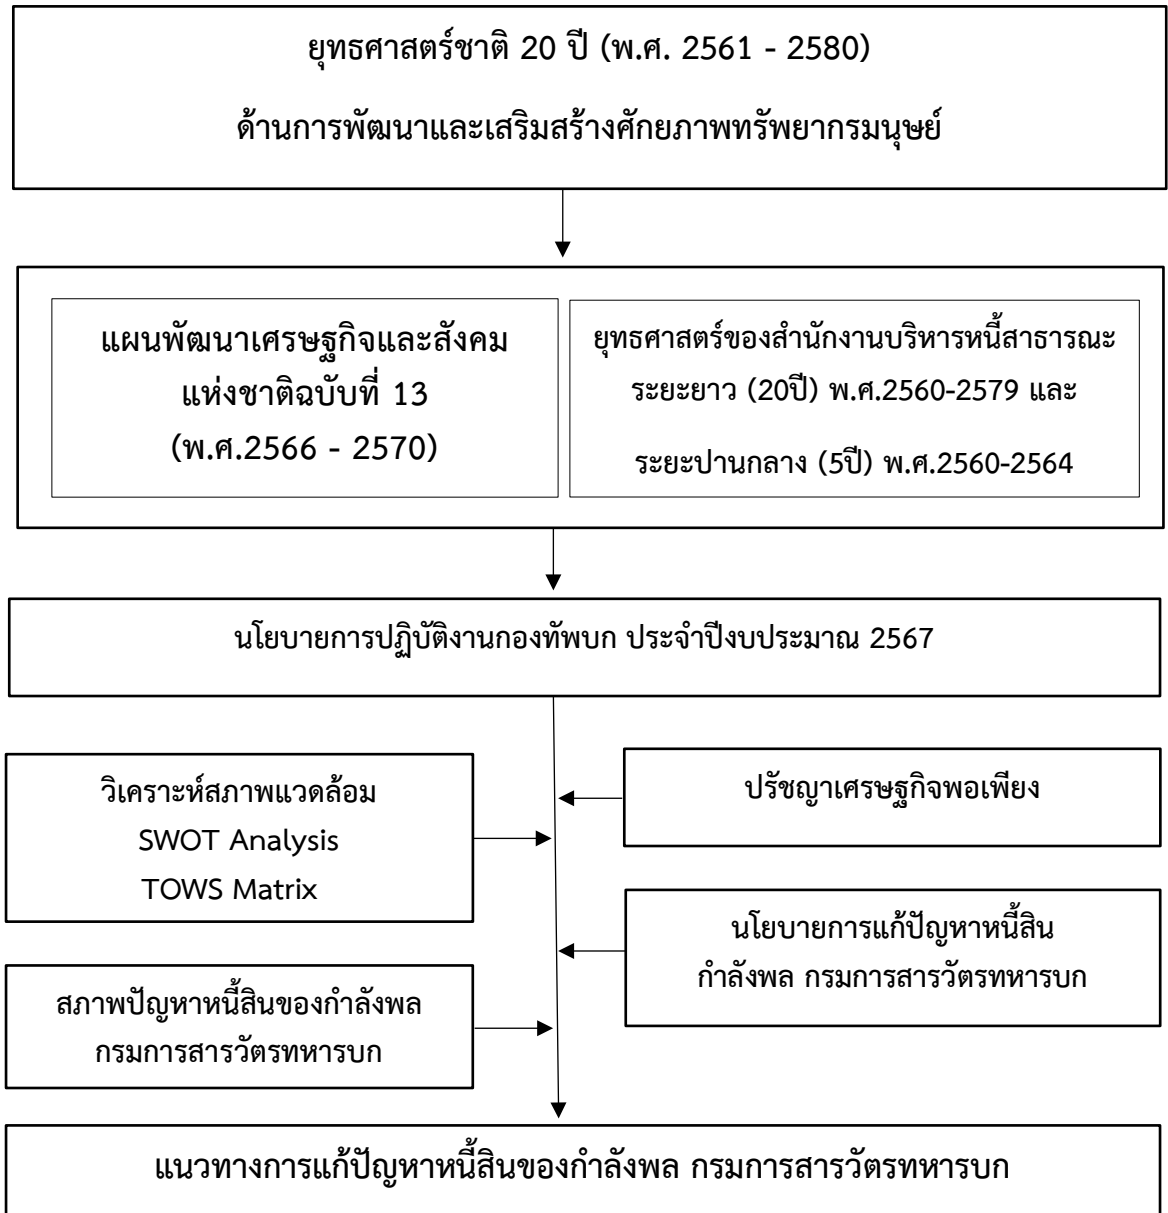 ยุทธศาสตร์ชาติ 20 ปี (พ.ศ. 2561 - 2580)
ด้านการพัฒนาและเสริมสร้างศักยภาพทรัพยากรมนุษย์
แผนพัฒนาเศรษฐกิจและสังคม
แห่งชาติฉบับที่ 13
(พ.ศ.2566 - 2570)
ยุทธศาสตร์ของสำนักงานบริหารหนี้สาธารณะ
ระยะยาว (20ปี) พ.ศ.2560-2579 และ
ระยะปานกลาง (5ปี) พ.ศ.2560-2564
นโยบายการปฏิบัติงานกองทัพบก ประจำปีงบประมาณ 2567
วิเคราะห์สภาพแวดล้อม
SWOT Analysis
TOWS Matrix
ปรัชญาเศรษฐกิจพอเพียง
นโยบายการแก้ปัญหาหนี้สิน
กำลังพล กรมการสารวัตรทหารบก
สภาพปัญหาหนี้สินของกำลังพล
กรมการสารวัตรทหารบก
แนวทางการแก้ปัญหาหนี้สินของกำลังพล กรมการสารวัตรทหารบก